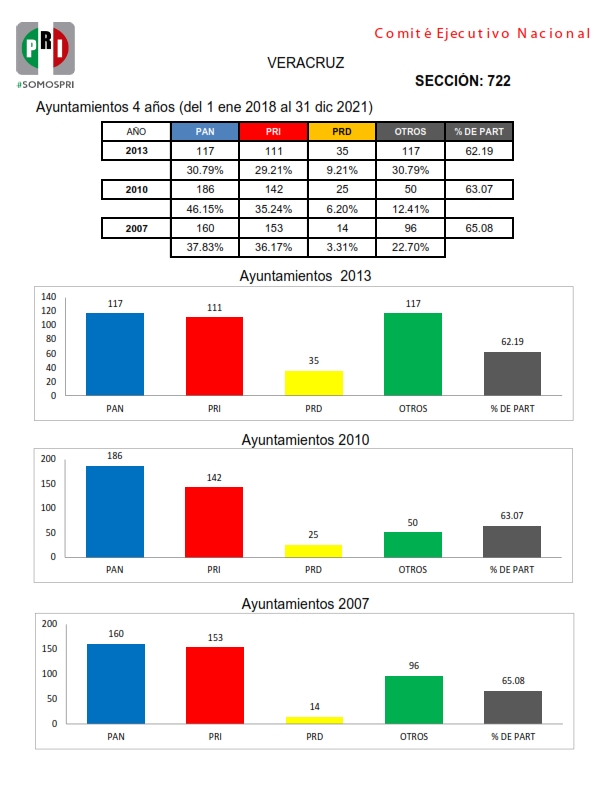 Comité Ejecutivo Nacional
PRI
#SOMOSPRI
VERACRUZ
SECCIÓN: 722
Ayuntamientos 4 años (del 1 ene 2018 al 31 dic 2021)
AÑO PAN PRI PRD OTROS % DE PART
2013 117 111 35 117 62.19
30.79% 29.21% 9.21% 30.79%
2010 186 142 25 50 63.07
46.15% 35.24% 6.20% 12.41%
2007 160 153 14 96 65.08
37.83% 36.17% 3.31% 22.70%
Ayuntamientos 2013
140
120
100
80
60
40
20
0
117 111 35 117 62.19
PAN PRI PRD OTROS % DE PART
Ayuntamientos 2010
200
150
100
50
0
186 142 25 50 63.07
PAN PRI PRD OTROS % DE PART
Ayuntamientos 2007
200
150
100
50
0
160 153 14 96 65.08
PAN PRI PRD OTROS % DE PART